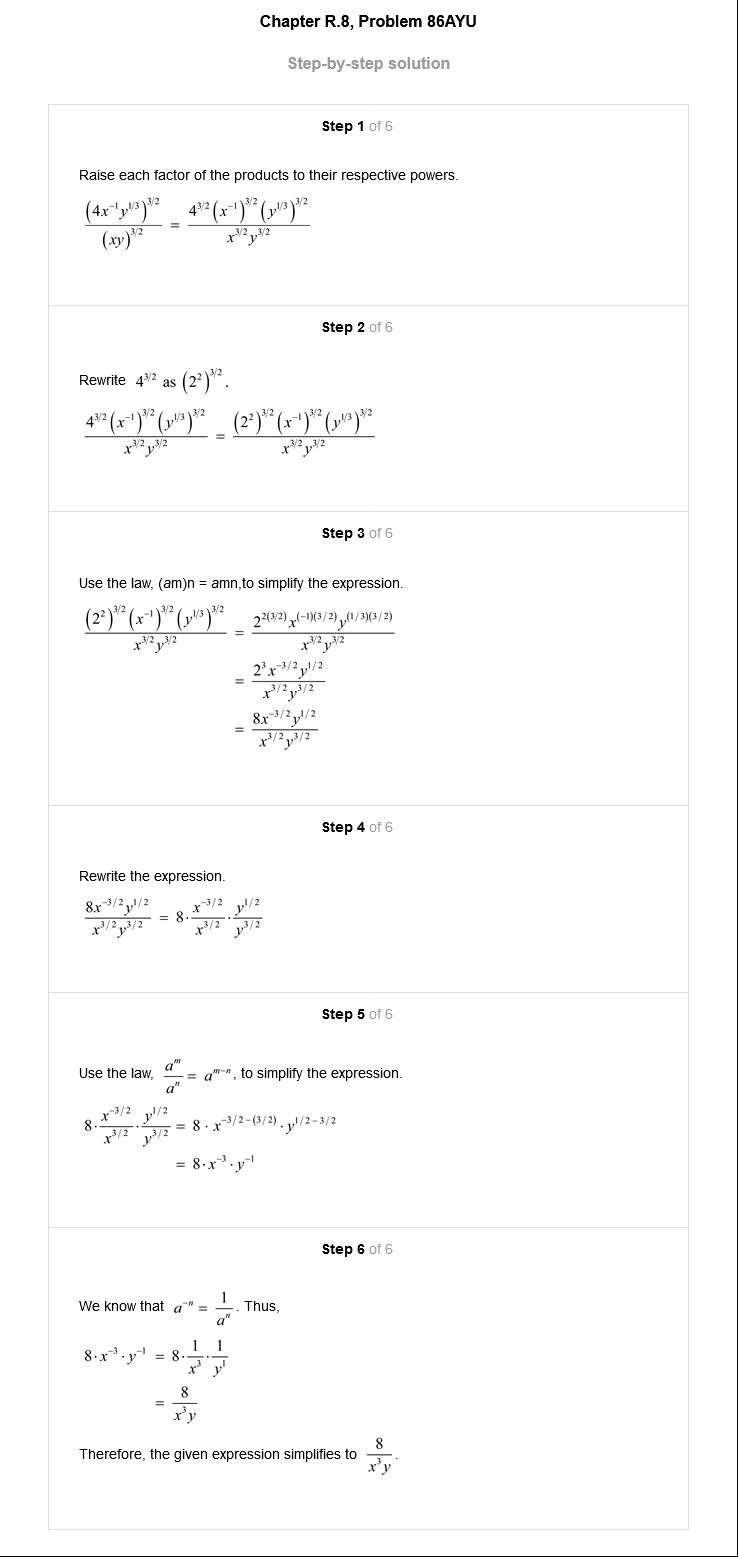 Chapter R.8, Problem 86AYU
Step-by-step solution
Step 1 of 6
Raise each factor of the products to their respective powers.
\frac{(4x^{-1}y^{1/3})^{3/2}}{(xy)^{3/2}} = \frac{4^{3/2}(x^{-1})^{3/2}(y^{1/3})^{3/2}}{x^{3/2}y^{3/2}}
Step 2 of 6
Rewrite 4^{3/2} as (2^2)^{3/2}.
\frac{4^{3/2}(x^{-1})^{3/2}(y^{1/3})^{3/2}}{x^{3/2}y^{3/2}} = \frac{(2^2)^{3/2}(x^{-1})^{3/2}(y^{1/3})^{3/2}}{x^{3/2}y^{3/2}}
Step 3 of 6
Use the law, (am)n = amn,to simplify the expression.
\frac{(2^2)^{3/2}(x^{-1})^{3/2}(y^{1/3})^{3/2}}{x^{3/2}y^{3/2}} = \frac{2^{2(3/2)}x^{(-1)(3/2)}y^{(1/3)(3/2)}}{x^{3/2}y^{3/2}}
= \frac{2^3x^{-3/2}y^{1/2}}{x^{3/2}y^{3/2}}
= \frac{8x^{-3/2}y^{1/2}}{x^{3/2}y^{3/2}}
Step 4 of 6
Rewrite the expression.
\frac{8x^{-3/2}y^{1/2}}{x^{3/2}y^{3/2}} = 8·\frac{x^{-3/2}}{x^{3/2}}·\frac{y^{1/2}}{y^{3/2}}
Step 5 of 6
Use the law, \frac{a^m}{a^n} = a^{m-n}, to simplify the expression.
8·\frac{x^{-3/2}}{x^{3/2}}·\frac{y^{1/2}}{y^{3/2}} = 8·x^{-3/2-(3/2)}·y^{1/2-3/2}
= 8·x^{-3}·y^{-1}
Step 6 of 6
We know that a^{-n} = \frac{1}{a^n}. Thus,
8·x^{-3}·y^{-1} = 8·\frac{1}{x^3}·\frac{1}{y^1}
= \frac{8}{x^3y}
Therefore, the given expression simplifies to \frac{8}{x^3y}.